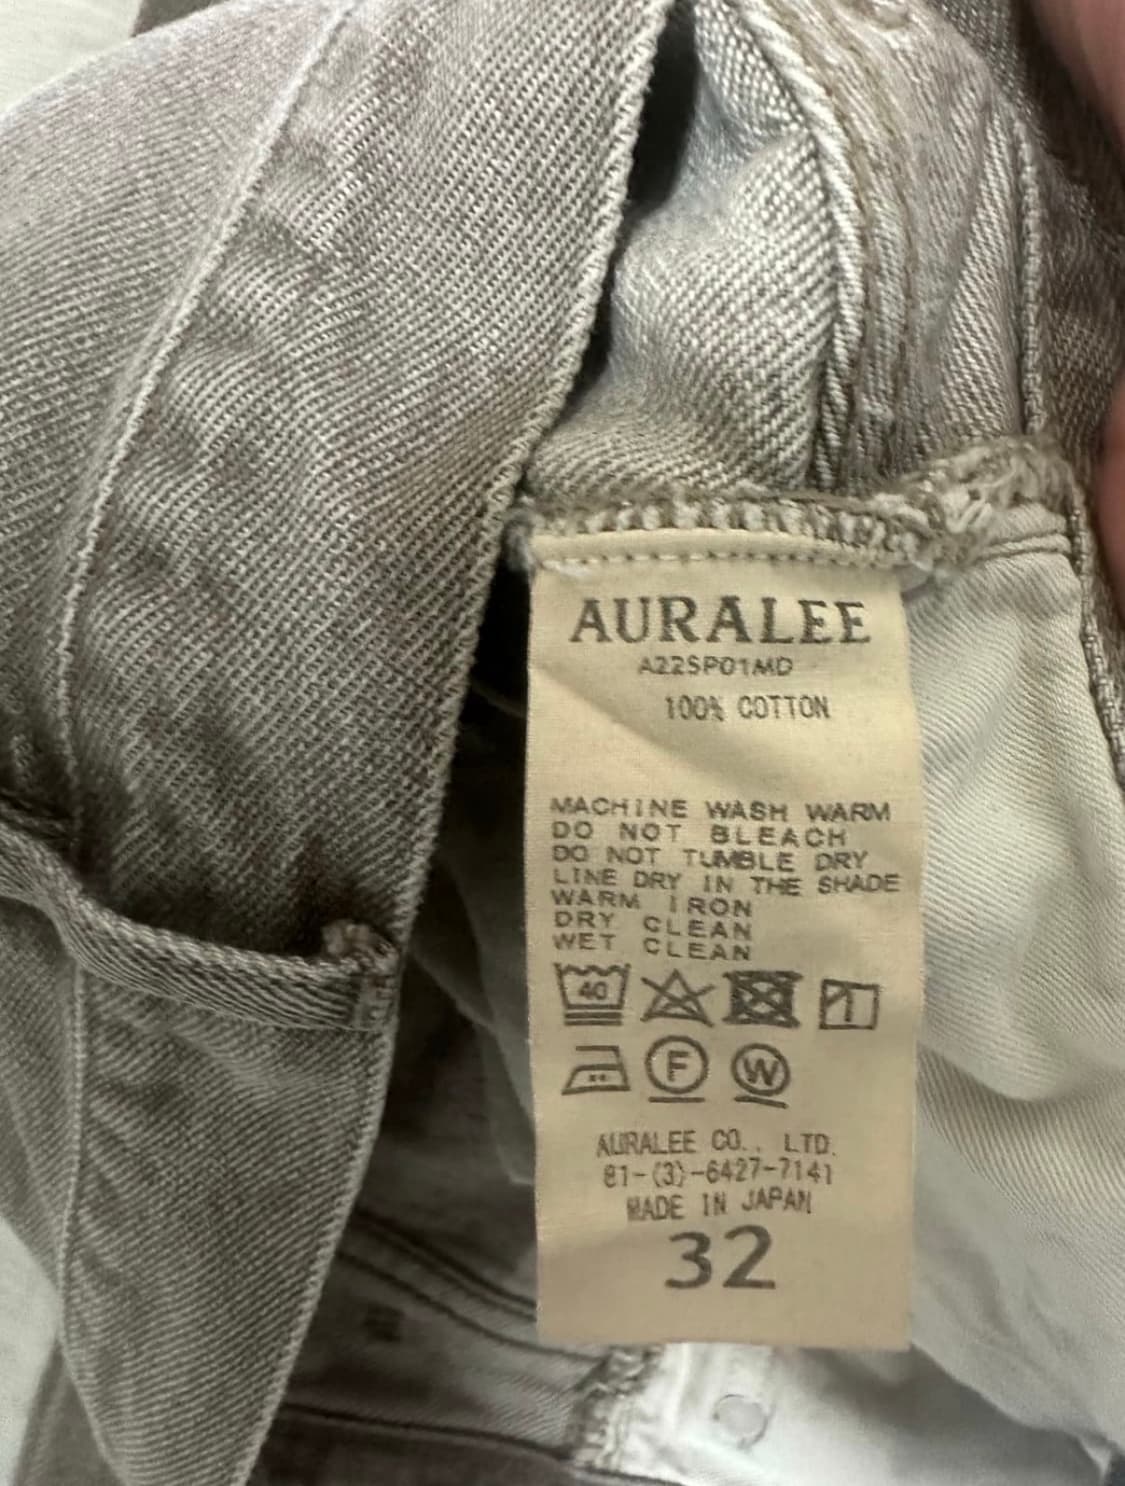 AURALEE
A22SP01MD
100% COTTON
MACHINE WASH WARM
DO NOT BLEACH
DO NOT TUMBLE DRY
LINE DRY IN THE SHADE
WARM IRON
DRY CLEAN
WET CLEAN
40
F W
AURALEE CO., LTD.
81-(3)-6427-7141
MADE IN JAPAN
32